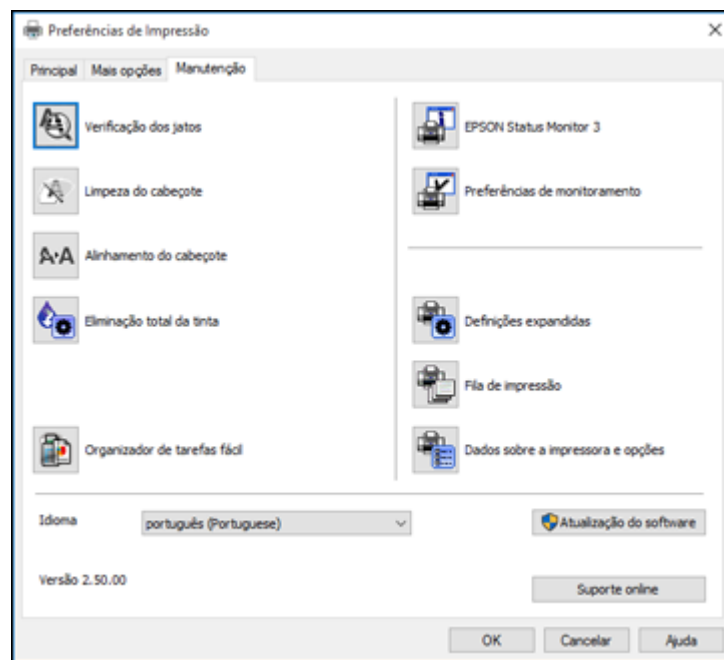 Preferências de Impressão
Principal Mais opções Manutenção
Verificação dos jatos
Limpeza do cabeçote
Alinhamento do cabeçote
Eliminação total da tinta
Organizador de tarefas fácil
EPSON Status Monitor 3
Preferências de monitoramento
Definições expandidas
Fila de impressão
Dados sobre a impressora e opções
Idioma português (Portuguese) Atualização do software
Versão 2.50.00
Suporte online
OK Cancelar Ajuda